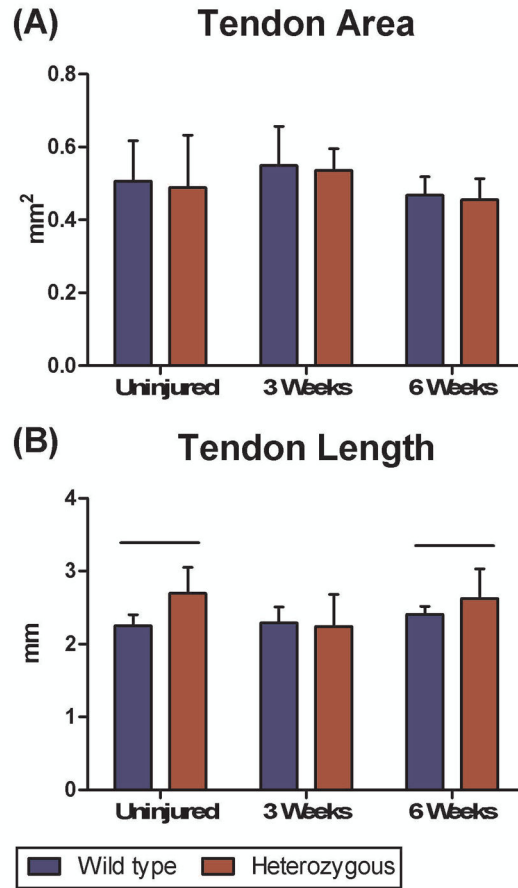 (A) Tendon Area
0.8
0.6
mm²
0.4
0.2
0.0
Uninjured 3 Weeks 6 Weeks
(B) Tendon Length
4
3
mm
2
1
0
Uninjured 3 Weeks 6 Weeks
Wild type Heterozygous